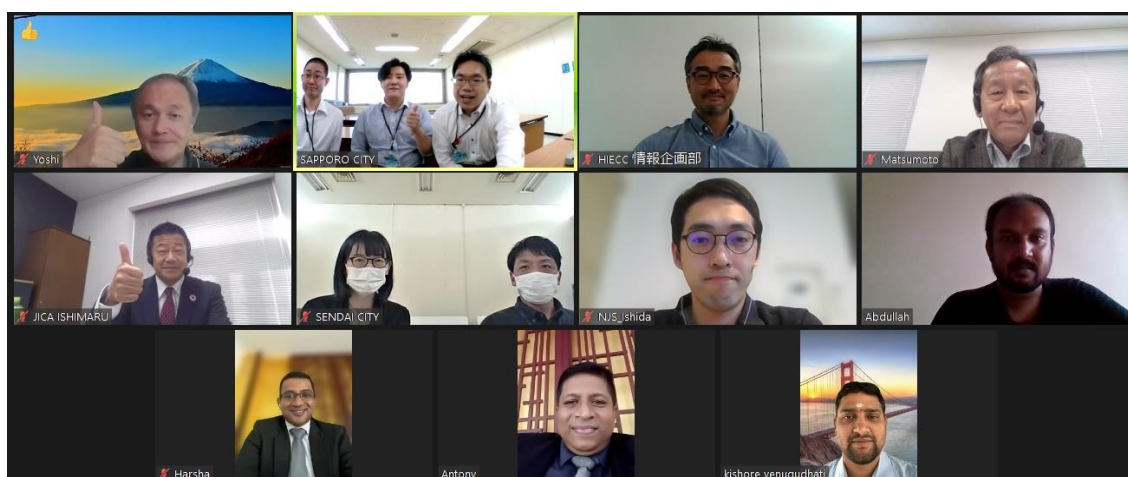 Yoshi
SAPPORO CITY
HIECC 情報企画部
Matsumoto
JICA ISHIMARU
SENDAI CITY
NJS_Ishida
Abdullah
Harsha
Antony
kishore venugudhati